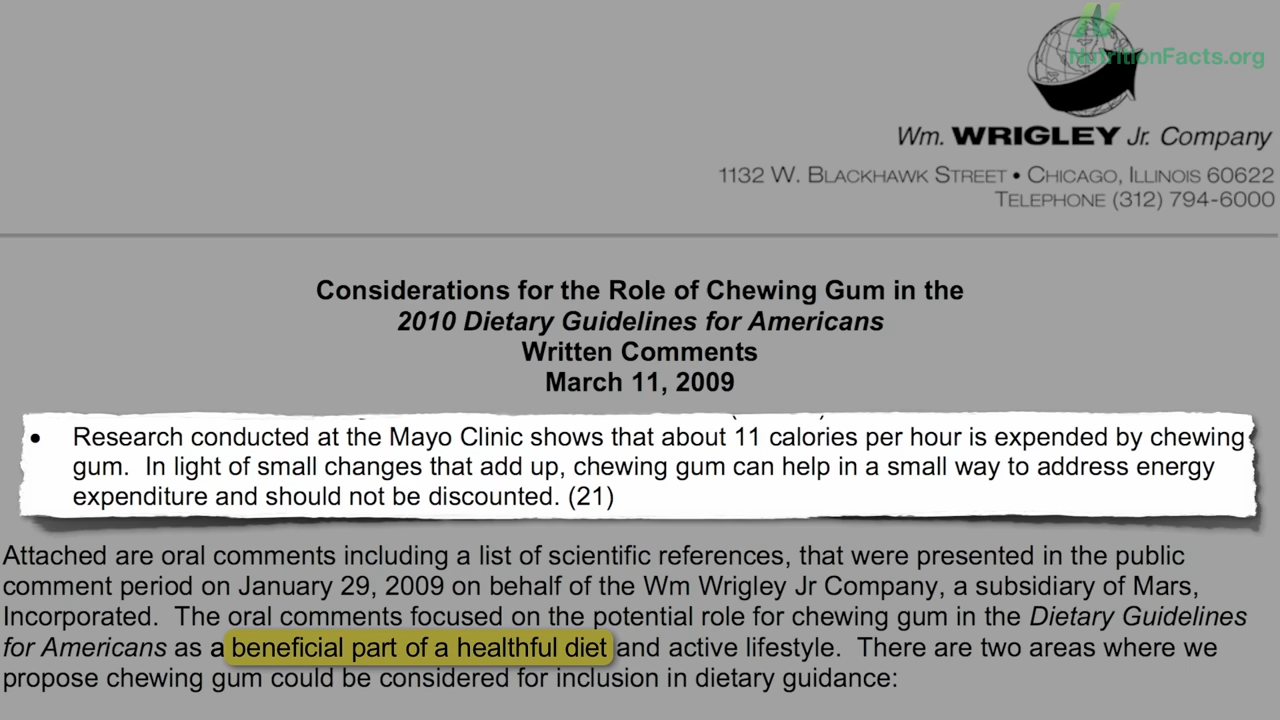 NutritionFacts.org
Wm. WRIGLEY Jr. Company
1132 W. BLACKHAWK STREET • CHICAGO, ILLINOIS 60622
TELEPHONE (312) 794-6000
Considerations for the Role of Chewing Gum in the
2010 Dietary Guidelines for Americans
Written Comments
March 11, 2009
• Research conducted at the Mayo Clinic shows that about 11 calories per hour is expended by chewing
gum. In light of small changes that add up, chewing gum can help in a small way to address energy
expenditure and should not be discounted. (21)
Attached are oral comments including a list of scientific references, that were presented in the public
comment period on January 29, 2009 on behalf of the Wm Wrigley Jr Company, a subsidiary of Mars,
Incorporated. The oral comments focused on the potential role for chewing gum in the Dietary Guidelines
for Americans as a beneficial part of a healthful diet and active lifestyle. There are two areas where we
propose chewing gum could be considered for inclusion in dietary guidance: